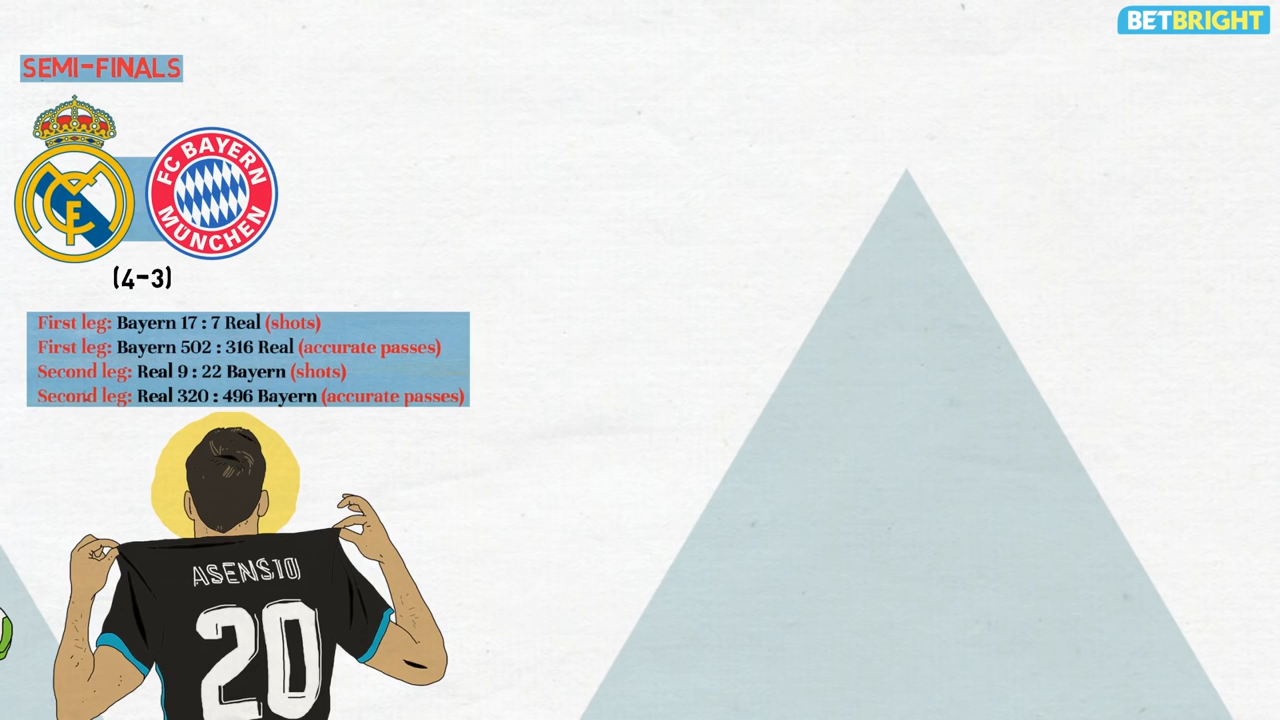 BETBRIGHT
SEMI-FINALS
FC BAYERN
MÜNCHEN
(4-3)
First leg: Bayern 17 : 7 Real (shots)
First leg: Bayern 502 : 316 Real (accurate passes)
Second leg: Real 9 : 22 Bayern (shots)
Second leg: Real 320 : 496 Bayern (accurate passes)
ASENSIO
20